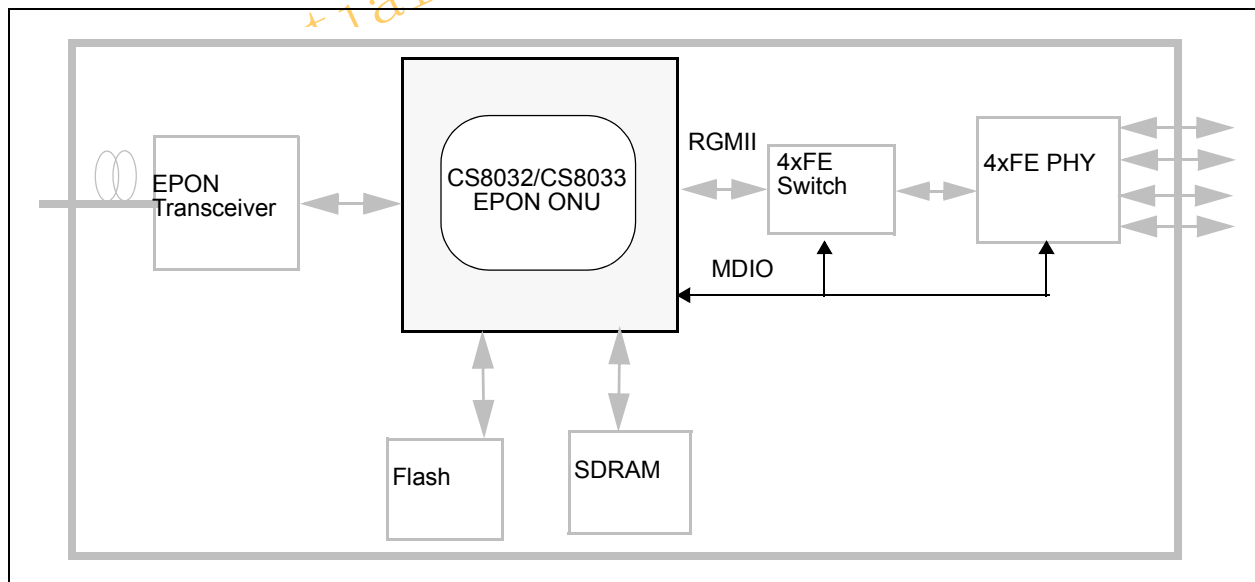 EPON
Transceiver
CS8032/CS8033
EPON ONU
RGMII
4xFE
Switch
4xFE PHY
MDIO
Flash
SDRAM